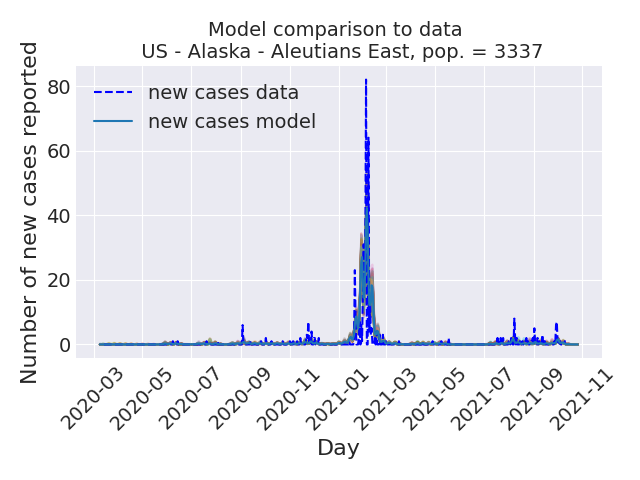 Model comparison to data
US - Alaska - Aleutians East, pop. = 3337
Number of new cases reported
80
60
40
20
0
new cases data
new cases model
2020-03
2020-05
2020-07
2020-09
2020-11
2021-01
2021-03
2021-05
2021-07
2021-09
2021-11
Day